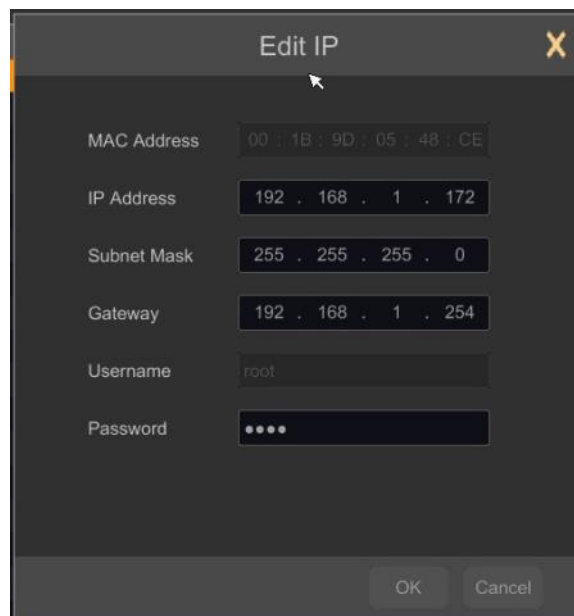 Edit IP X
MAC Address 00 : 1B : 9D : 05 : 48 : CE
IP Address 192 . 168 . 1 . 172
Subnet Mask 255 . 255 . 255 . 0
Gateway 192 . 168 . 1 . 254
Username root
Password ••••
OK Cancel